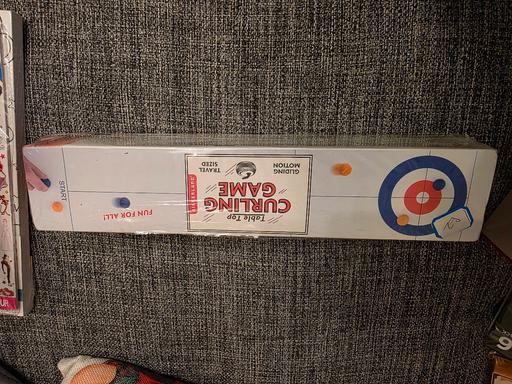 Table Top
CURLING
GAME
GLIDING
MOTION
TRAVEL
SIZED
FUN FOR ALL!
START